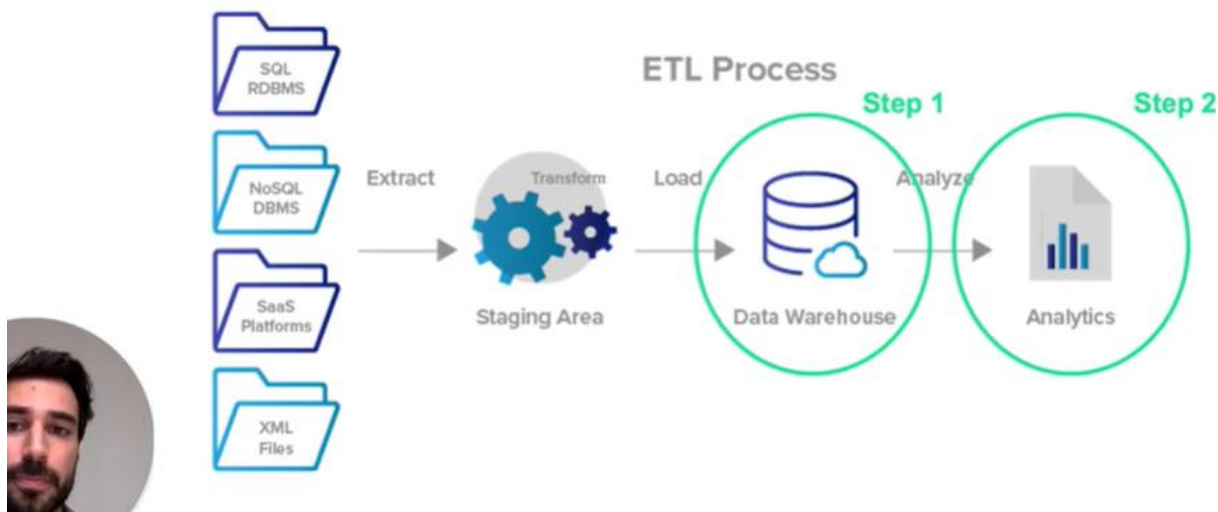 SQL
RDBMS
NoSQL
DBMS
SaaS
Platforms
XML
Files
ETL Process
Step 1
Step 2
Extract
Transform
Load
Analyze
Staging Area
Data Warehouse
Analytics